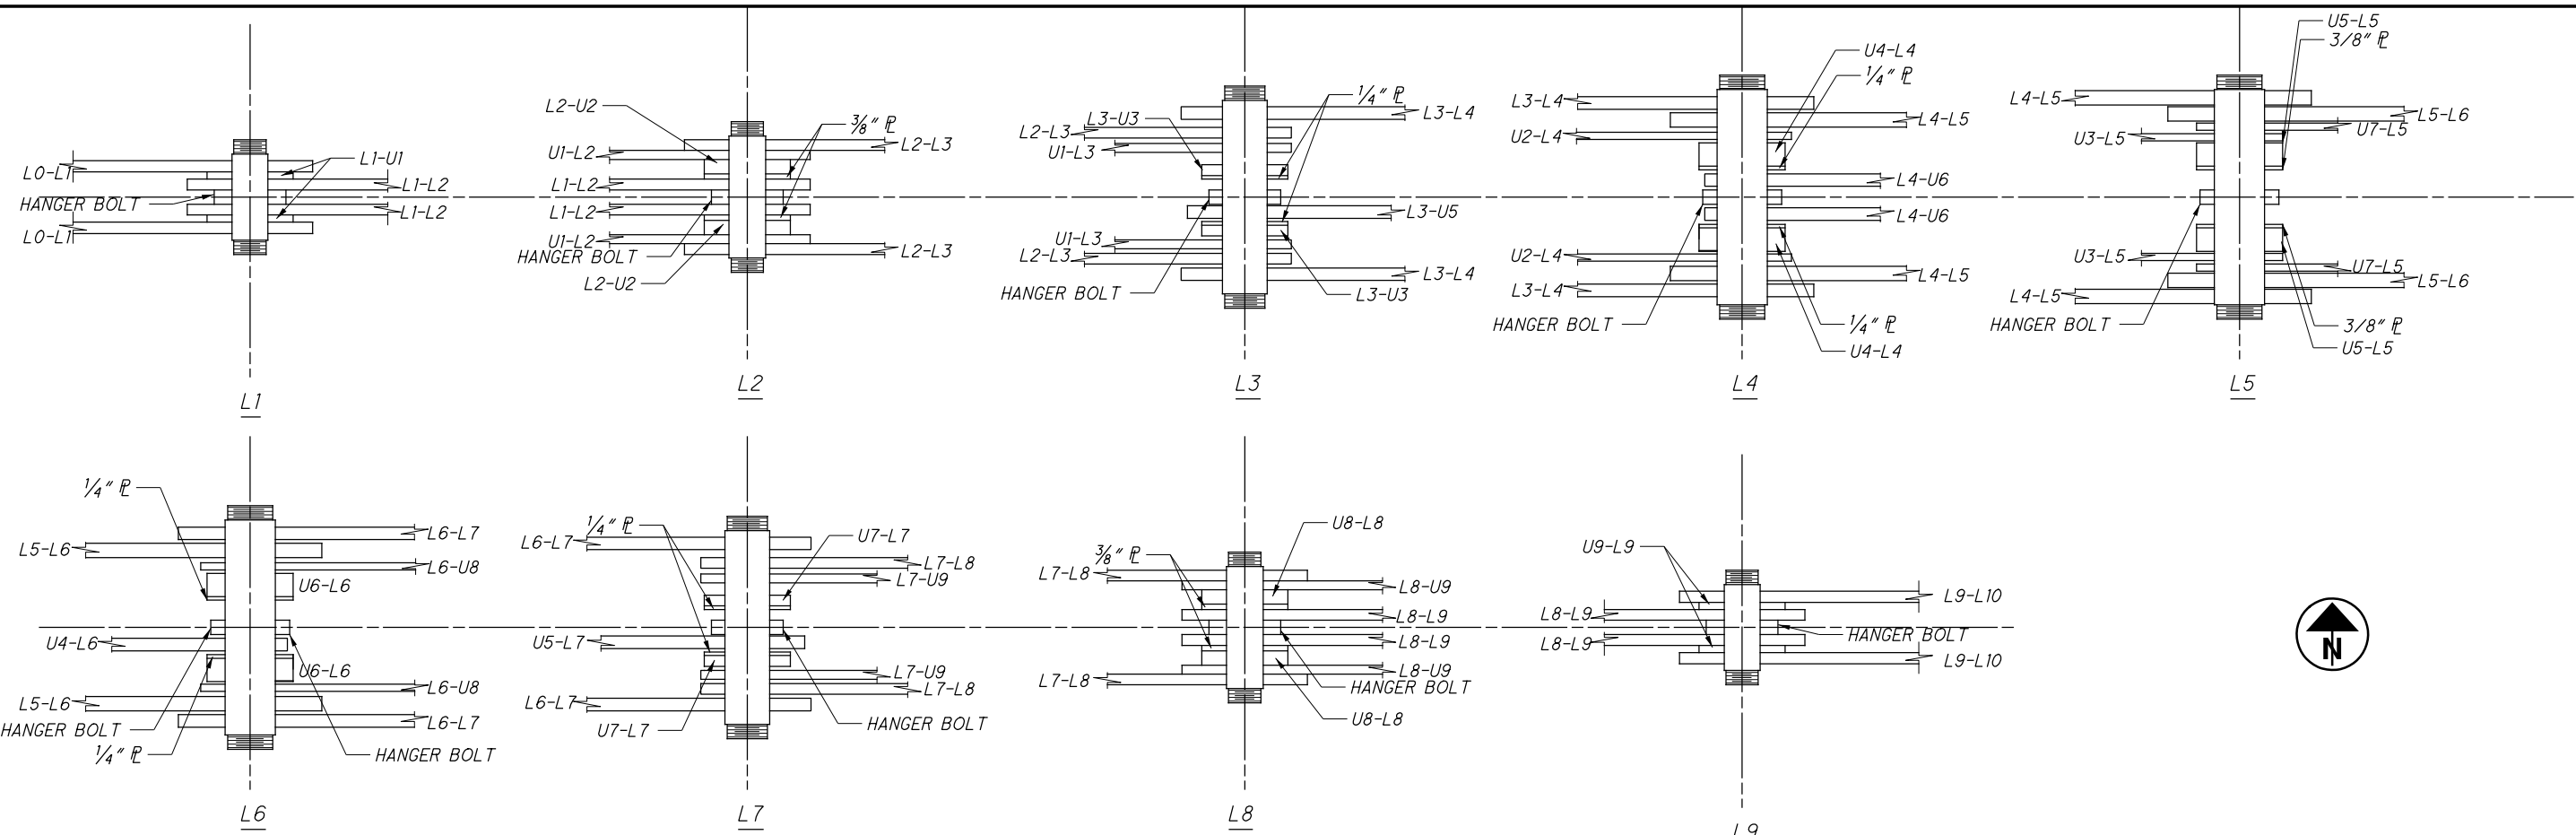 L0-L1
HANGER BOLT
L0-L1
L1-U1
L1-L2
L1-L2
L1
L2-U2
3/8" ℄
U1-L2
L2-L3
L1-L2
L1-L2
U1-L2
L2-L3
HANGER BOLT
L2-U2
L2
1/4" ℄
L3-U3
L3-L4
L2-L3
U1-L3
L3-U5
U1-L3
L2-L3
L3-L4
HANGER BOLT
L3-U3
L3
U4-L4
1/4" ℄
L3-L4
L4-L5
U2-L4
L4-U6
L4-U6
U2-L4
L4-L5
L3-L4
HANGER BOLT
1/4" ℄
U4-L4
L4
U5-L5
3/8" ℄
L4-L5
L5-L6
U7-L5
U3-L5
U3-L5
U7-L5
L5-L6
L4-L5
HANGER BOLT
3/8" ℄
U5-L5
L5
1/4" ℄
L6-L7
L5-L6
L6-U8
U6-L6
U4-L6
U6-L6
L6-U8
L5-L6
L6-L7
HANGER BOLT
1/4" ℄
HANGER BOLT
L6
1/4" ℄
U7-L7
L6-L7
L7-L8
L7-U9
U5-L7
L7-U9
L7-L8
L6-L7
HANGER BOLT
U7-L7
L7
U8-L8
3/8" ℄
L7-L8
L8-U9
L8-L9
L8-L9
L8-U9
L7-L8
HANGER BOLT
U8-L8
L8
U9-L9
L9-L10
L8-L9
HANGER BOLT
L8-L9
L9-L10
L9
N